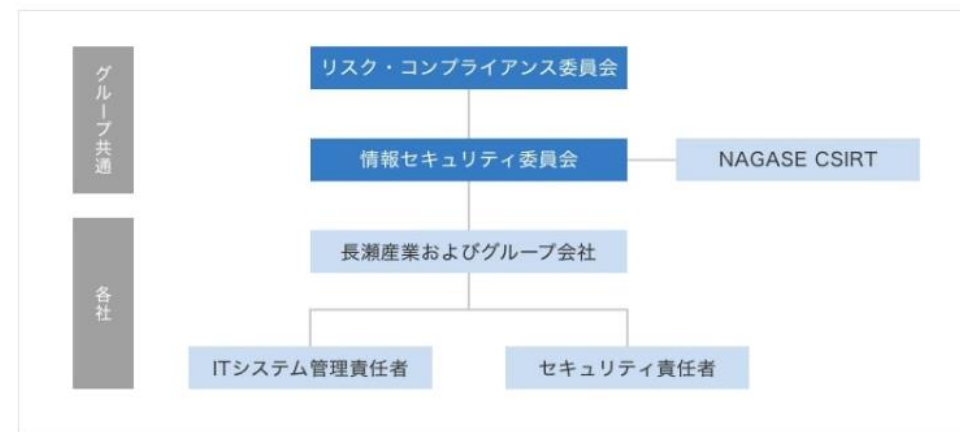 グループ共通
リスク・コンプライアンス委員会
情報セキュリティ委員会
NAGASE CSIRT
各社
長瀬産業およびグループ会社
ITシステム管理責任者
セキュリティ責任者